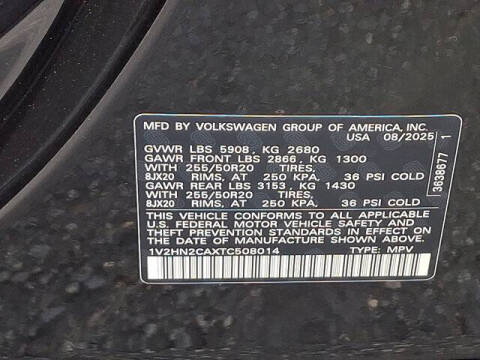 MFD BY VOLKSWAGEN GROUP OF AMERICA, INC.
USA 08/2025
GVWR LBS 5908, KG 2680
GAWR FRONT LBS 2866, KG 1300
WITH 255/50R20 TIRES,
8JX20 RIMS, AT 250 KPA, 36 PSI COLD
GAWR REAR LBS 3153, KG 1430
WITH 255/50R20 TIRES,
8JX20 RIMS, AT 250 KPA, 36 PSI COLD
THIS VEHICLE CONFORMS TO ALL APPLICABLE
U.S. FEDERAL MOTOR VEHICLE SAFETY AND
THEFT PREVENTION STANDARDS IN EFFECT ON
THE DATE OF MANUFACTURE SHOWN ABOVE.
1V2HN2CAXTC508014 TYPE: MPV
3638677 1